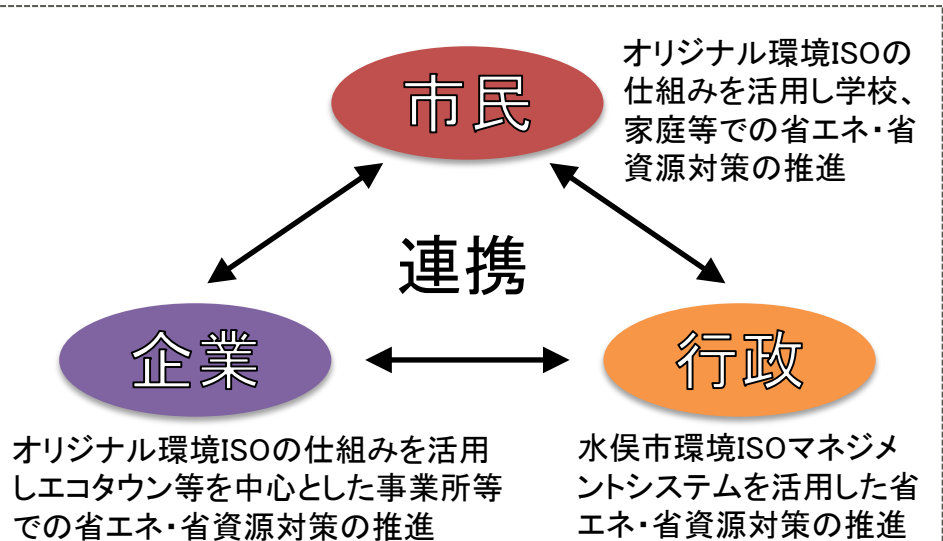 市民
オリジナル環境ISOの
仕組みを活用し学校、
家庭等での省エネ・省
資源対策の推進
連携
企業
行政
オリジナル環境ISOの仕組みを活用
しエコタウン等を中心とした事業所等
での省エネ・省資源対策の推進
水俣市環境ISOマネジメ
ントシステムを活用した省
エネ・省資源対策の推進